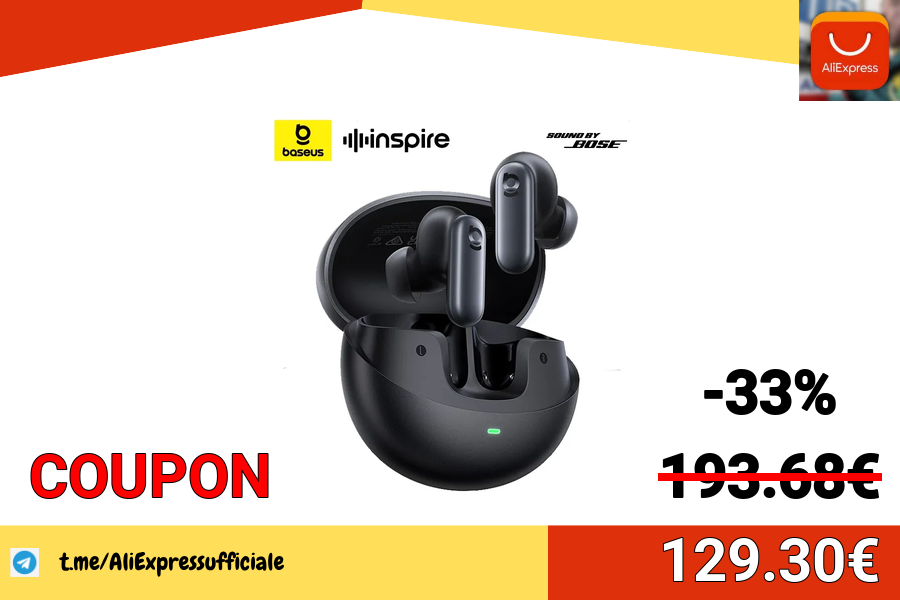 AliExpress
baseus
inspire
SOUND BY
BOSE
-33%
COUPON
193.68€
t.me/AliExpressufficiale
129.30€